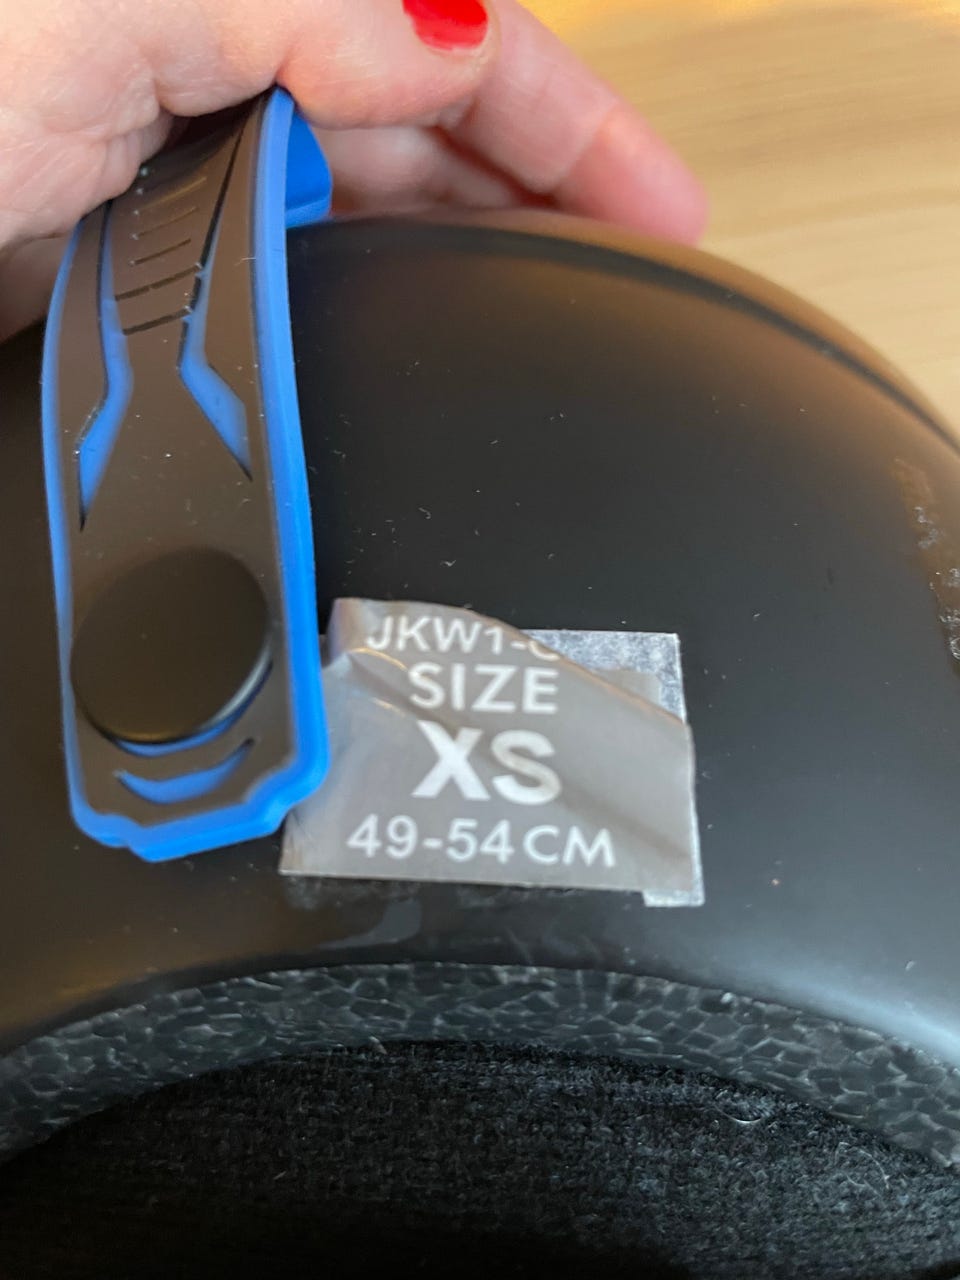 JKW1-
SIZE
XS
49-54CM